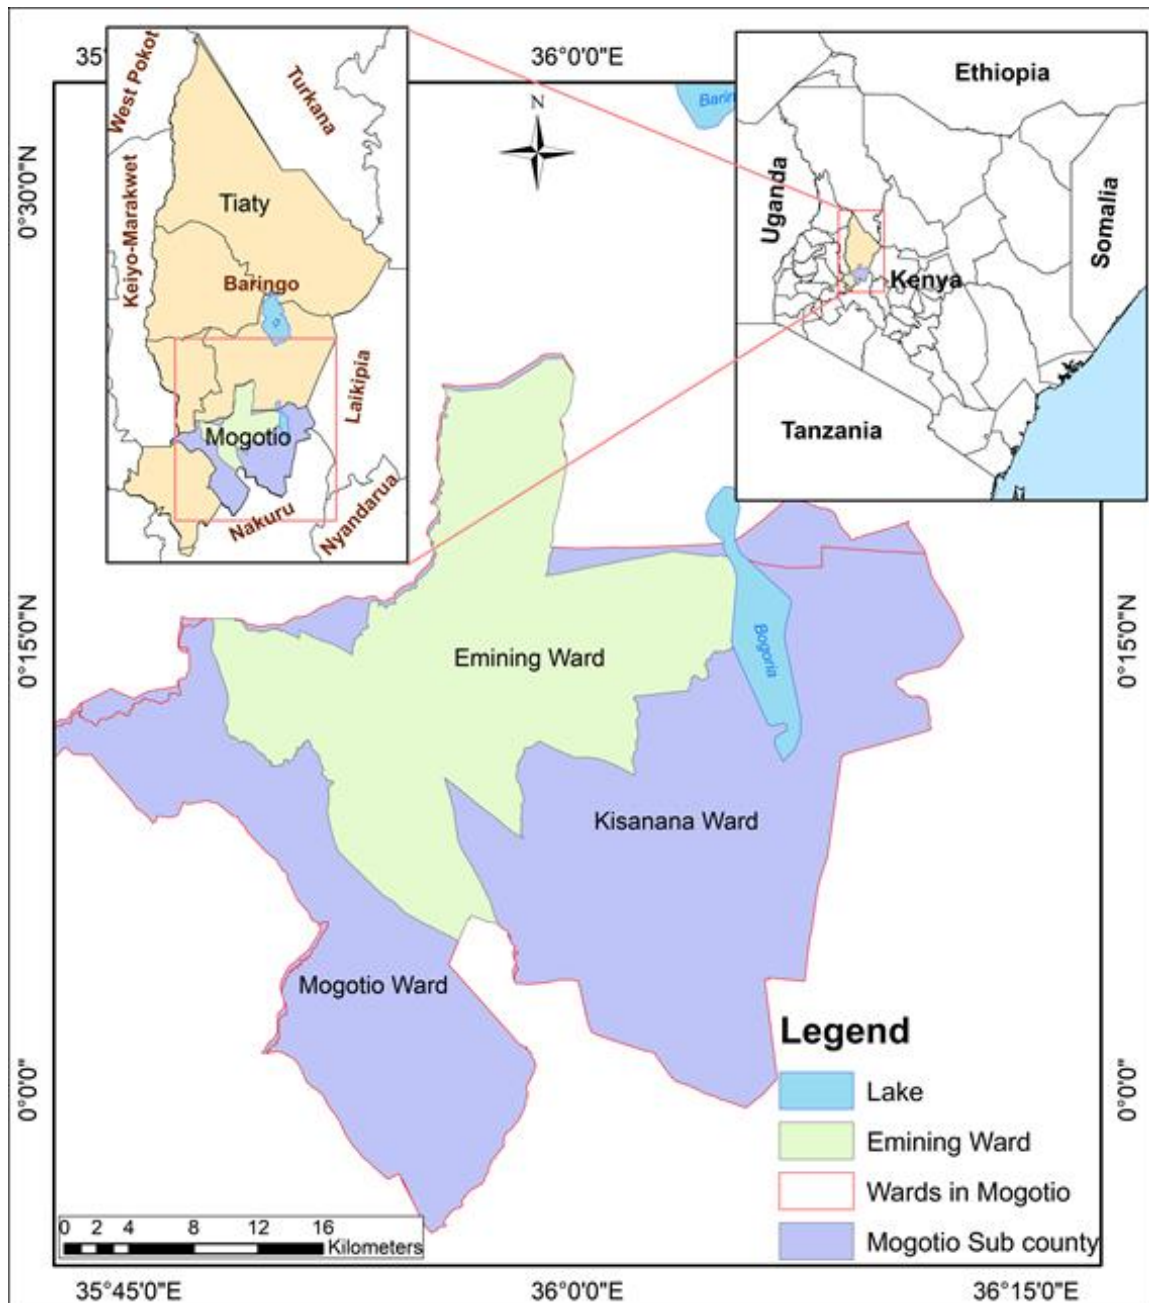 35°
36°0'0"E
N
Barin
West Pokot
Turkana
Keiyo-Marakwet
Tiaty
Baringo
Laikipia
Mogotio
Nakuru
Nyandarua
Ethiopia
Uganda
Somalia
Kenya
Tanzania
0°30'0"N
0°15'0"N
0°15'0"N
0°0'0"
0°0'0"
Emining Ward
Bogoria
Kisanana Ward
Mogotio Ward
Legend
Lake
Emining Ward
Wards in Mogotio
Mogotio Sub county
0 2 4 8 12 16
Kilometers
35°45'0"E
36°0'0"E
36°15'0"E